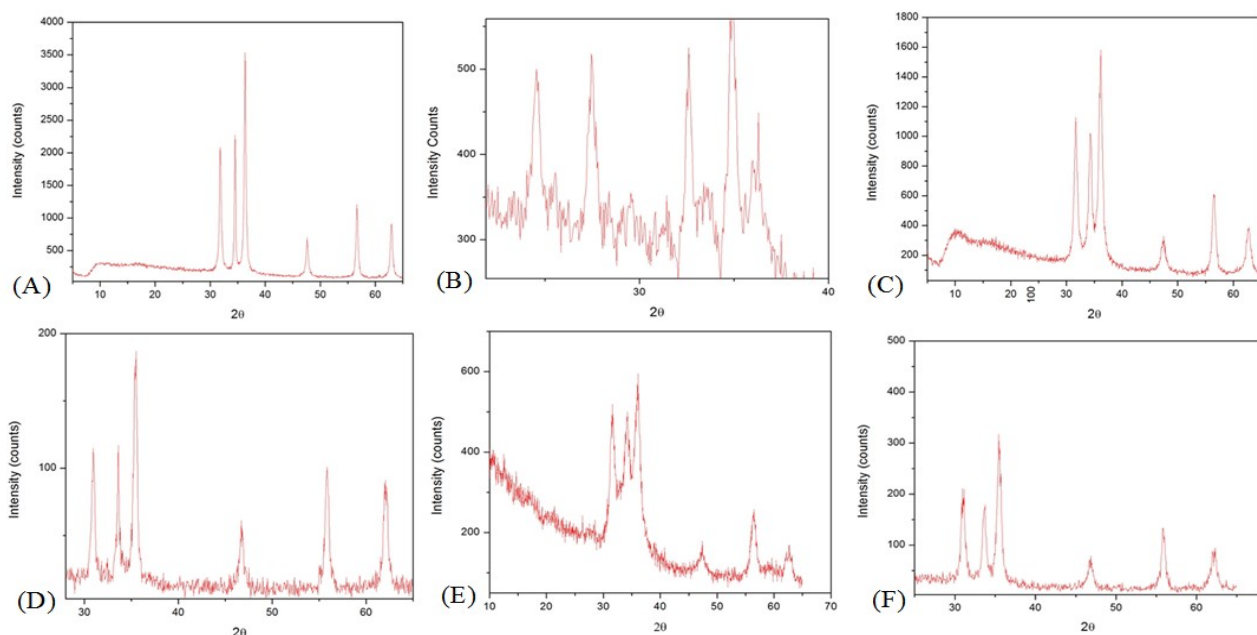 4000
3500
3000
2500
2000
1500
1000
500
10 20 30 40 50 60
Intensity (counts)
2θ
(A)
500
400
300
30 40
Intensity Counts
2θ
(B)
1800
1600
1400
1200
1000
800
600
400
200
10 20 100 30 40 50 60
Intensity (counts)
2θ
(C)
200
100
30 40 50 60
Intensity (counts)
2θ
(D)
600
400
200
10 20 30 40 50 60 70
Intensity (counts)
2θ
(E)
500
400
300
200
100
0
30 40 50 60
Intensity (counts)
2θ
(F)